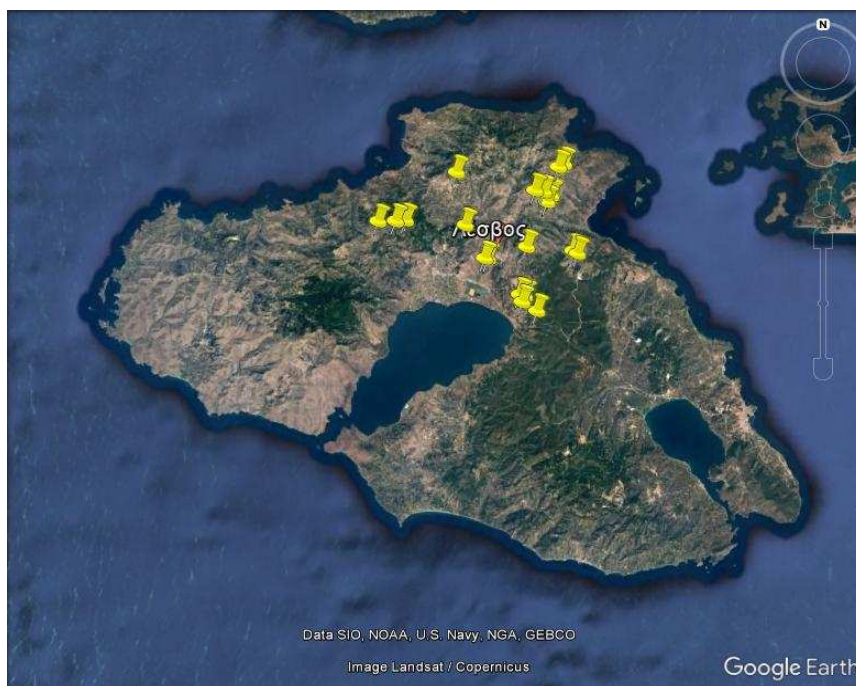 N
Λέσβος
Data SIO, NOAA, U.S. Navy, NGA, GEBCO
Image Landsat / Copernicus
Google Earth